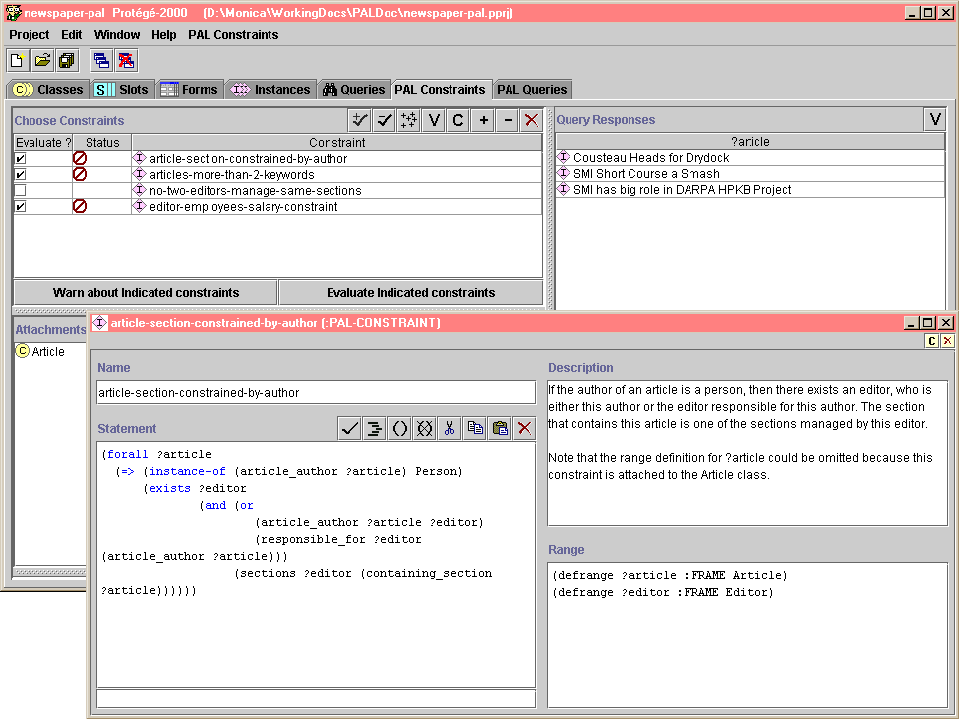 newspaper-pal Protégé-2000 (D:\Monica\WorkingDocs\PALDoc\newspaper-pal.pprj)
Project Edit Window Help PAL Constraints
C Classes S Slots Forms I Instances Queries PAL Constraints PAL Queries
Choose Constraints V C + −
Evaluate ? Status Constraint
I article-section-constrained-by-author
I articles-more-than-2-keywords
I no-two-editors-manage-same-sections
I editor-employees-salary-constraint
Warn about Indicated constraints Evaluate Indicated constraints
Query Responses V
?article
I Cousteau Heads for Drydock
I SMI Short Course a Smash
I SMI has big role in DARPA HPKB Project
Attachments
C Article
I article-section-constrained-by-author (:PAL-CONSTRAINT)
C
Name
article-section-constrained-by-author
Statement
(forall ?article
(=> (instance-of (article_author ?article) Person)
(exists ?editor
(and (or
(article_author ?article ?editor)
(responsible_for ?editor
(article_author ?article)))
(sections ?editor (containing_section
?article))))))
Description
If the author of an article is a person, then there exists an editor, who is
either this author or the editor responsible for this author. The section
that contains this article is one of the sections managed by this editor.
Note that the range definition for ?article could be omitted because this
constraint is attached to the Article class.
Range
(defrange ?article :FRAME Article)
(defrange ?editor :FRAME Editor)